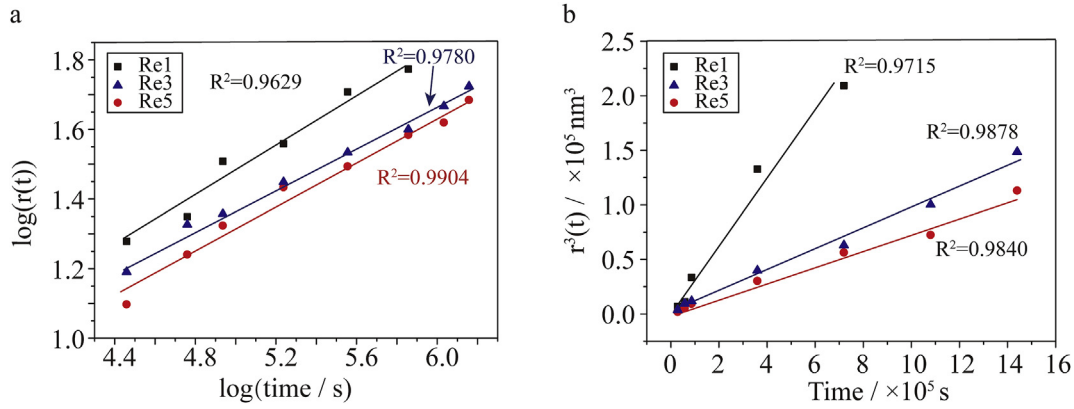 a
b
Re1
Re3
Re5
R²=0.9629
R²=0.9780
R²=0.9904
log(r(t))
1.8
1.6
1.4
1.2
1.0
4.4 4.8 5.2 5.6 6.0
log(time / s)
Re1
Re3
Re5
R²=0.9715
R²=0.9878
R²=0.9840
r³(t) / ×10⁵ nm³
2.5
2.0
1.5
1.0
0.5
0.0
0 2 4 6 8 10 12 14 16
Time / ×10⁵ s